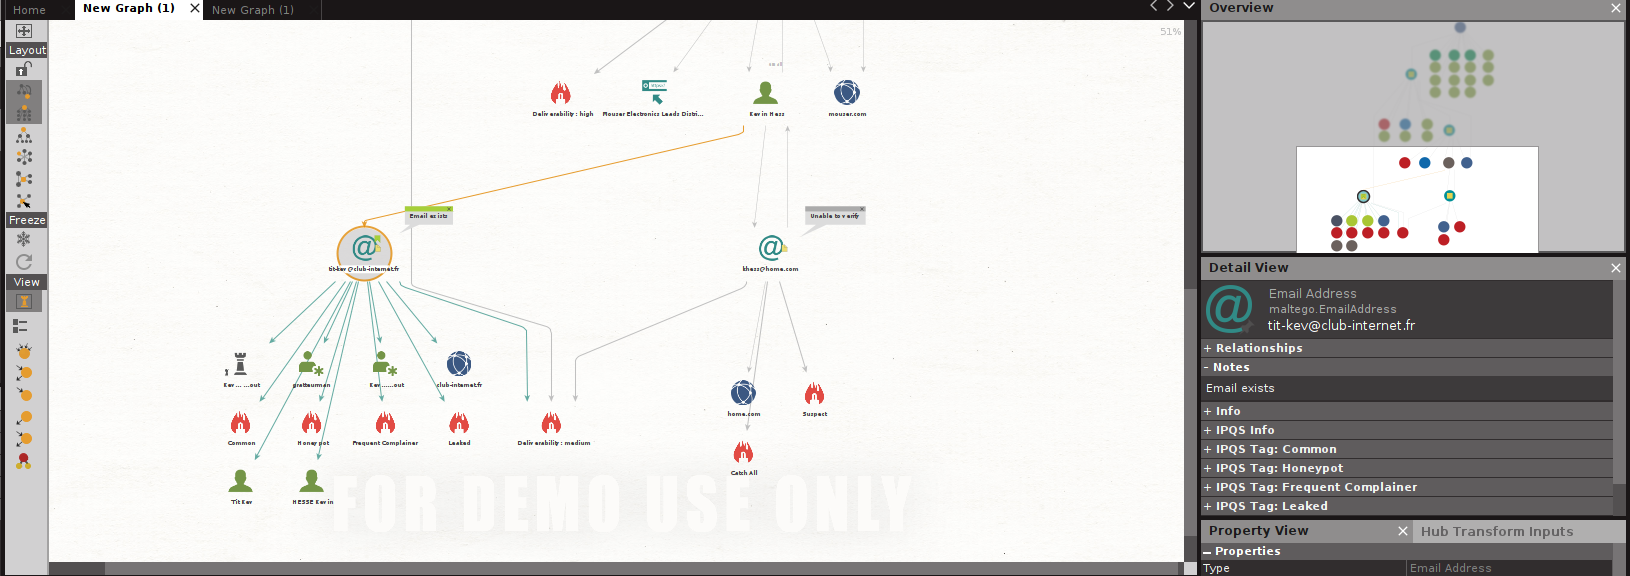 Home
New Graph (1)
New Graph (1)
Layout
Freeze
View
51%
Deliverability : high
Mouser Electronics Leads Distri...
Kevin Hess
mouser.com
Email exists
Unable to verify
tit-kev@club-internet.fr
khess@home.com
Kev ... ...out
gratteurman
Kev ......out
club-internet.fr
home.com
Suspect
Common
Honeypot
Frequent Complainer
Leaked
Deliverability : medium
Catch All
Tit Kev
HESSE Kevin
FOR DEMO USE ONLY
Overview
Detail View
Email Address
maltego.EmailAddress
tit-kev@club-internet.fr
+ Relationships
- Notes
Email exists
+ Info
+ IPQS Info
+ IPQS Tag: Common
+ IPQS Tag: Honeypot
+ IPQS Tag: Frequent Complainer
+ IPQS Tag: Leaked
Property View
Hub Transform Inputs
Properties
Type
Email Address